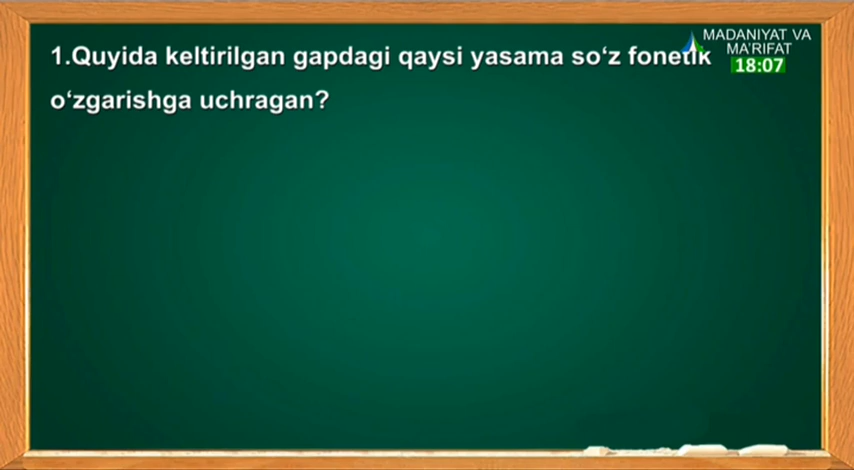 1.Quyida keltirilgan gapdagi qaysi yasama so‘z fonetik
o‘zgarishga uchragan?
MADANIYAT VA
MA'RIFAT
18:07